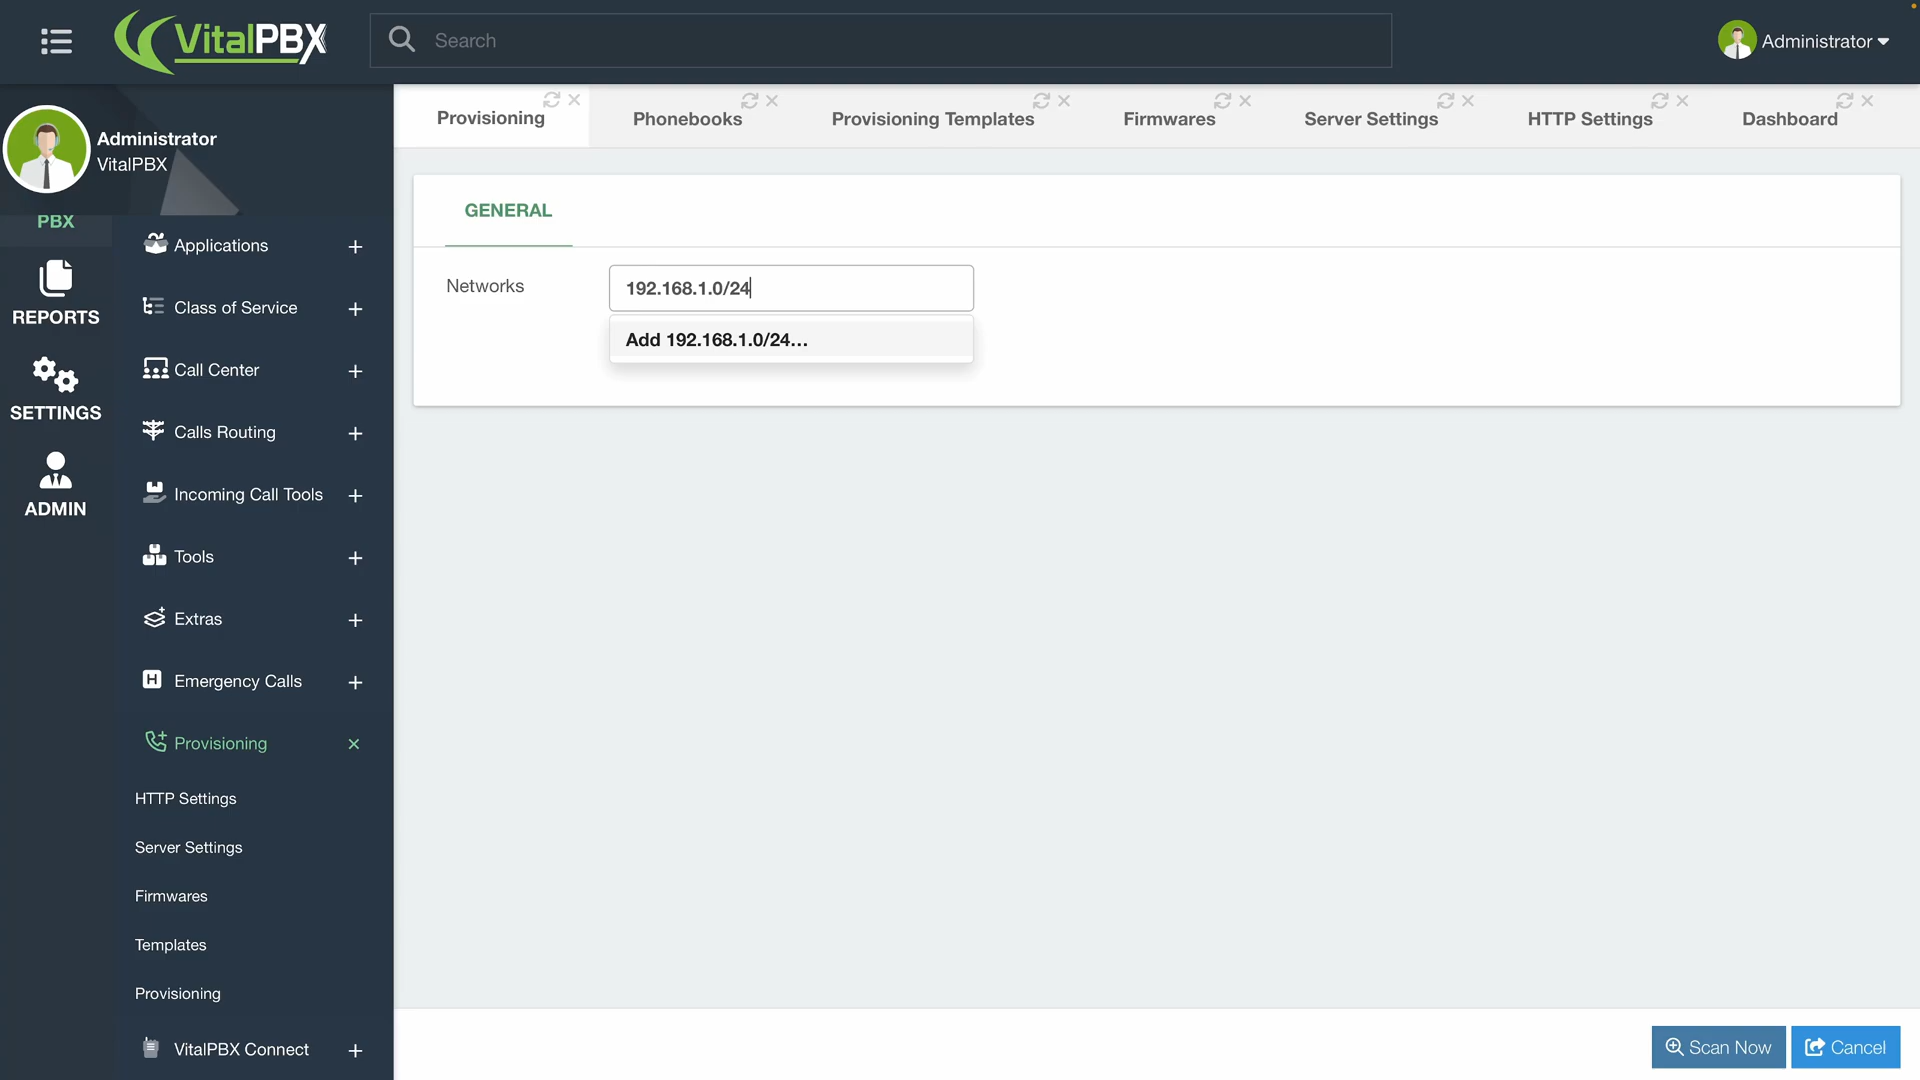 VitalPBX
Search
Administrator
Administrator
VitalPBX
Provisioning
Phonebooks
Provisioning Templates
Firmwares
Server Settings
HTTP Settings
Dashboard
PBX
REPORTS
SETTINGS
ADMIN
Applications
Class of Service
Call Center
Calls Routing
Incoming Call Tools
Tools
Extras
Emergency Calls
Provisioning
HTTP Settings
Server Settings
Firmwares
Templates
Provisioning
VitalPBX Connect
GENERAL
Networks
192.168.1.0/24
Add 192.168.1.0/24...
Scan Now
Cancel